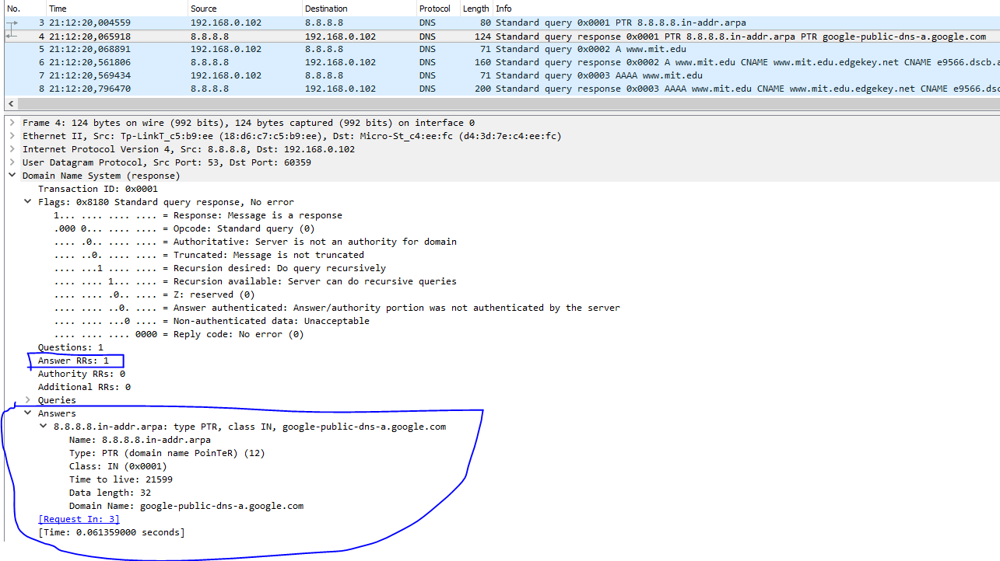 No. Time Source Destination Protocol Length Info
3 21:12:20,004559 192.168.0.102 8.8.8.8 DNS 80 Standard query 0x0001 PTR 8.8.8.8.in-addr.arpa
4 21:12:20,065918 8.8.8.8 192.168.0.102 DNS 124 Standard query response 0x0001 PTR 8.8.8.8.in-addr.arpa PTR google-public-dns-a.google.com
5 21:12:20,068891 192.168.0.102 8.8.8.8 DNS 71 Standard query 0x0002 A www.mit.edu
6 21:12:20,561806 8.8.8.8 192.168.0.102 DNS 160 Standard query response 0x0002 A www.mit.edu CNAME www.mit.edu.edgekey.net CNAME e9566.dscb.a
7 21:12:20,569434 192.168.0.102 8.8.8.8 DNS 71 Standard query 0x0003 AAAA www.mit.edu
8 21:12:20,796470 8.8.8.8 192.168.0.102 DNS 200 Standard query response 0x0003 AAAA www.mit.edu CNAME www.mit.edu.edgekey.net CNAME e9566.dsc
Frame 4: 124 bytes on wire (992 bits), 124 bytes captured (992 bits) on interface 0
Ethernet II, Src: Tp-LinkT_c5:b9:ee (18:d6:c7:c5:b9:ee), Dst: Micro-St_c4:ee:fc (d4:3d:7e:c4:ee:fc)
Internet Protocol Version 4, Src: 8.8.8.8, Dst: 192.168.0.102
User Datagram Protocol, Src Port: 53, Dst Port: 60359
Domain Name System (response)
Transaction ID: 0x0001
Flags: 0x8180 Standard query response, No error
1... .... .... .... = Response: Message is a response
.000 0... .... .... = Opcode: Standard query (0)
.... .0.. .... .... = Authoritative: Server is not an authority for domain
.... ..0. .... .... = Truncated: Message is not truncated
.... ...1 .... .... = Recursion desired: Do query recursively
.... .... 1... .... = Recursion available: Server can do recursive queries
.... .... .0.. .... = Z: reserved (0)
.... .... ..0. .... = Answer authenticated: Answer/authority portion was not authenticated by the server
.... .... ...0 .... = Non-authenticated data: Unacceptable
.... .... .... 0000 = Reply code: No error (0)
Questions: 1
Answer RRs: 1
Authority RRs: 0
Additional RRs: 0
Queries
Answers
8.8.8.8.in-addr.arpa: type PTR, class IN, google-public-dns-a.google.com
Name: 8.8.8.8.in-addr.arpa
Type: PTR (domain name PoinTeR) (12)
Class: IN (0x0001)
Time to live: 21599
Data length: 32
Domain Name: google-public-dns-a.google.com
[Request In: 3]
[Time: 0.061359000 seconds]